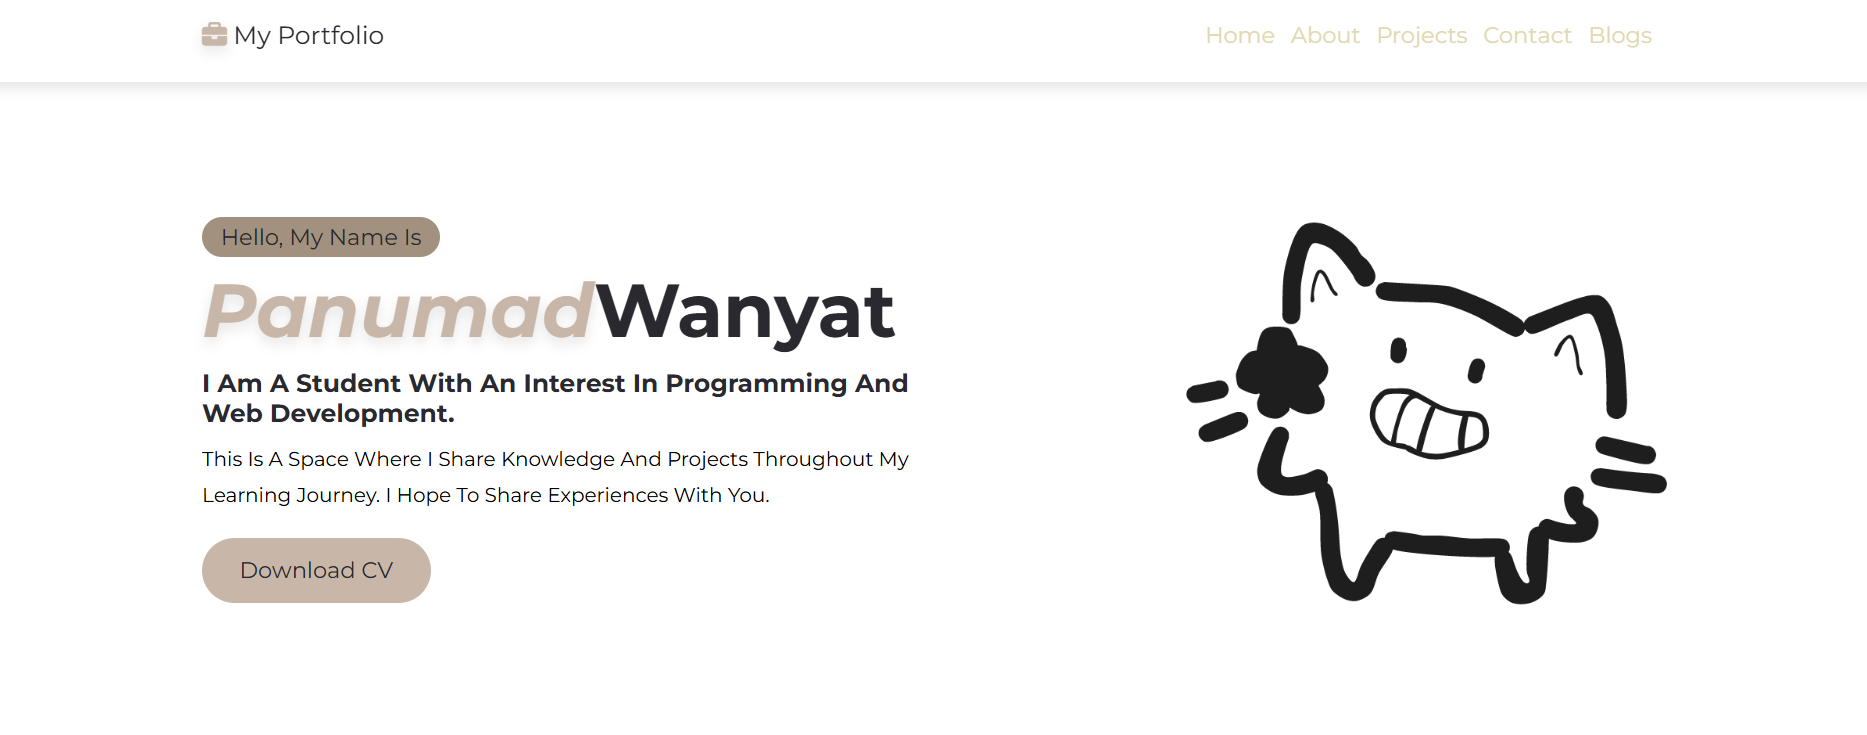 My Portfolio
Home About Projects Contact Blogs
Hello, My Name Is
PanumadWanyat
I Am A Student With An Interest In Programming And
Web Development.
This Is A Space Where I Share Knowledge And Projects Throughout My
Learning Journey. I Hope To Share Experiences With You.
Download CV